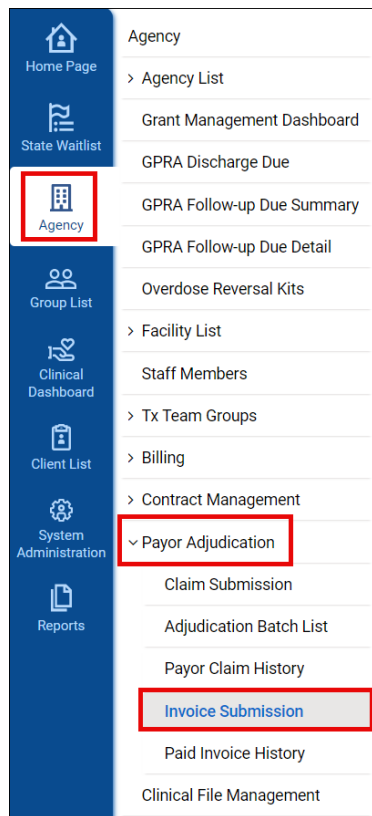 Home Page
State Waitlist
Agency
Group List
Clinical
Dashboard
Client List
System
Administration
Reports
Agency
> Agency List
Grant Management Dashboard
GPRA Discharge Due
GPRA Follow-up Due Summary
GPRA Follow-up Due Detail
Overdose Reversal Kits
> Facility List
Staff Members
> Tx Team Groups
> Billing
> Contract Management
Payor Adjudication
Claim Submission
Adjudication Batch List
Payor Claim History
Invoice Submission
Paid Invoice History
Clinical File Management